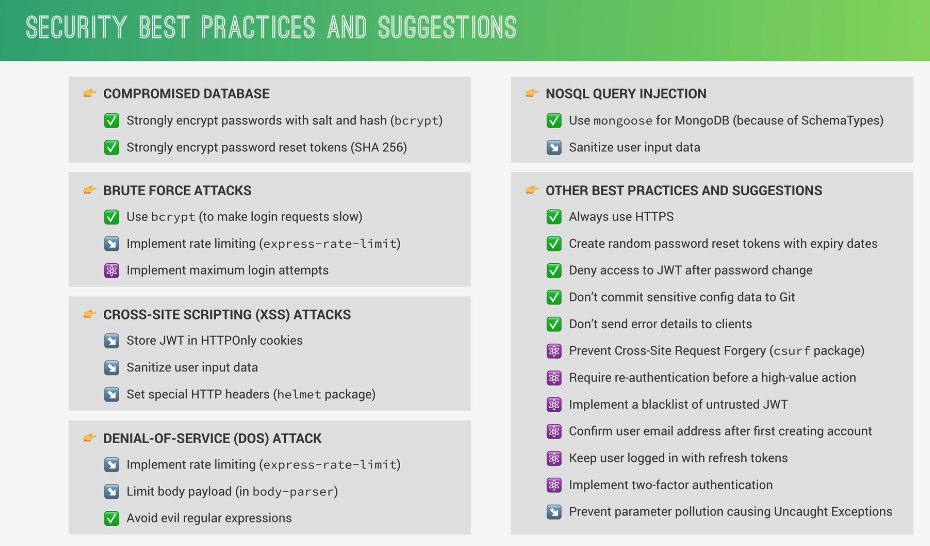 SECURITY BEST PRACTICES AND SUGGESTIONS
COMPROMISED DATABASE
Strongly encrypt passwords with salt and hash (bcrypt)
Strongly encrypt password reset tokens (SHA 256)
BRUTE FORCE ATTACKS
Use bcrypt (to make login requests slow)
Implement rate limiting (express-rate-limit)
Implement maximum login attempts
CROSS-SITE SCRIPTING (XSS) ATTACKS
Store JWT in HTTPOnly cookies
Sanitize user input data
Set special HTTP headers (helmet package)
DENIAL-OF-SERVICE (DOS) ATTACK
Implement rate limiting (express-rate-limit)
Limit body payload (in body-parser)
Avoid evil regular expressions
NOSQL QUERY INJECTION
Use mongoose for MongoDB (because of SchemaTypes)
Sanitize user input data
OTHER BEST PRACTICES AND SUGGESTIONS
Always use HTTPS
Create random password reset tokens with expiry dates
Deny access to JWT after password change
Don't commit sensitive config data to Git
Don't send error details to clients
Prevent Cross-Site Request Forgery (csurf package)
Require re-authentication before a high-value action
Implement a blacklist of untrusted JWT
Confirm user email address after first creating account
Keep user logged in with refresh tokens
Implement two-factor authentication
Prevent parameter pollution causing Uncaught Exceptions